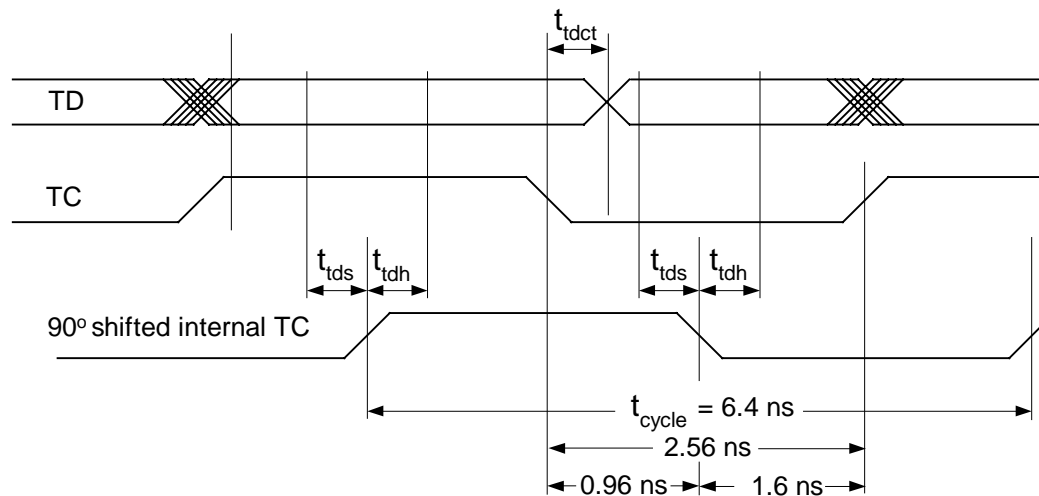 t_tdct
TD
TC
t_tds t_tdh t_tds t_tdh
90° shifted internal TC
t_cycle = 6.4 ns
2.56 ns
0.96 ns 1.6 ns